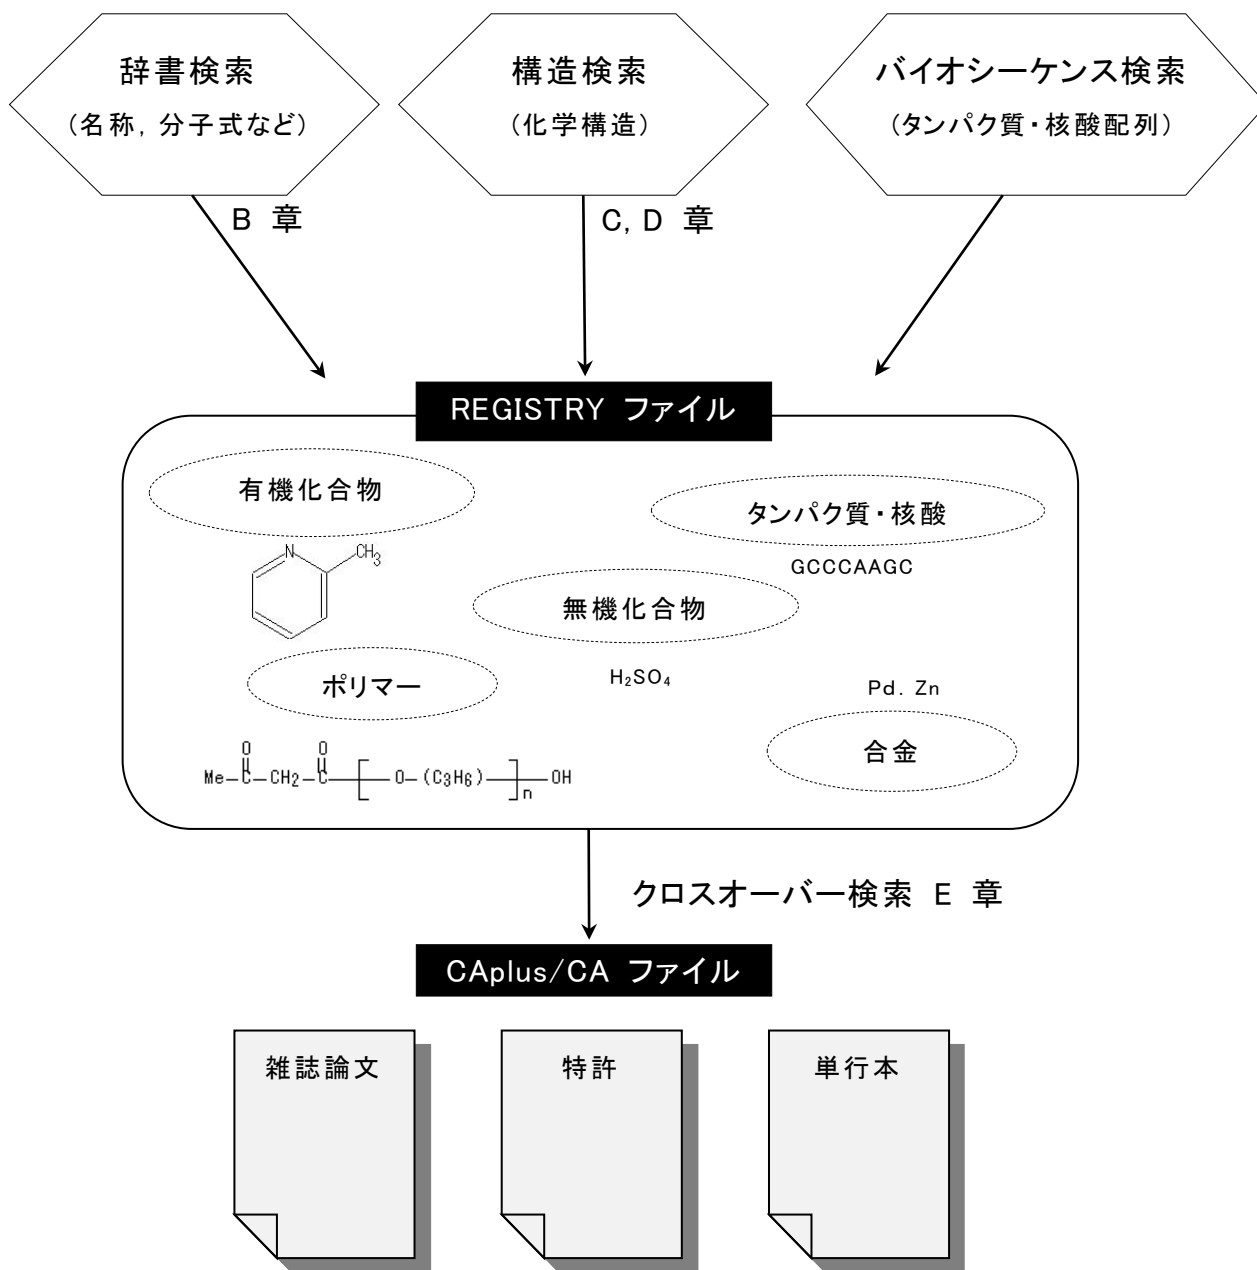 辞書検索
(名称, 分子式など)
構造検索
(化学構造)
バイオシーケンス検索
(タンパク質・核酸配列)
B 章
C, D 章
REGISTRY ファイル
有機化合物
タンパク質・核酸
N
CH3
GCCCAAGC
無機化合物
ポリマー
H2SO4
Pd. Zn
合金
O O
Me-C-CH2-C-[-O-(C3H6)-]n-OH
クロスオーバー検索 E 章
CAplus/CA ファイル
雑誌論文
特許
単行本